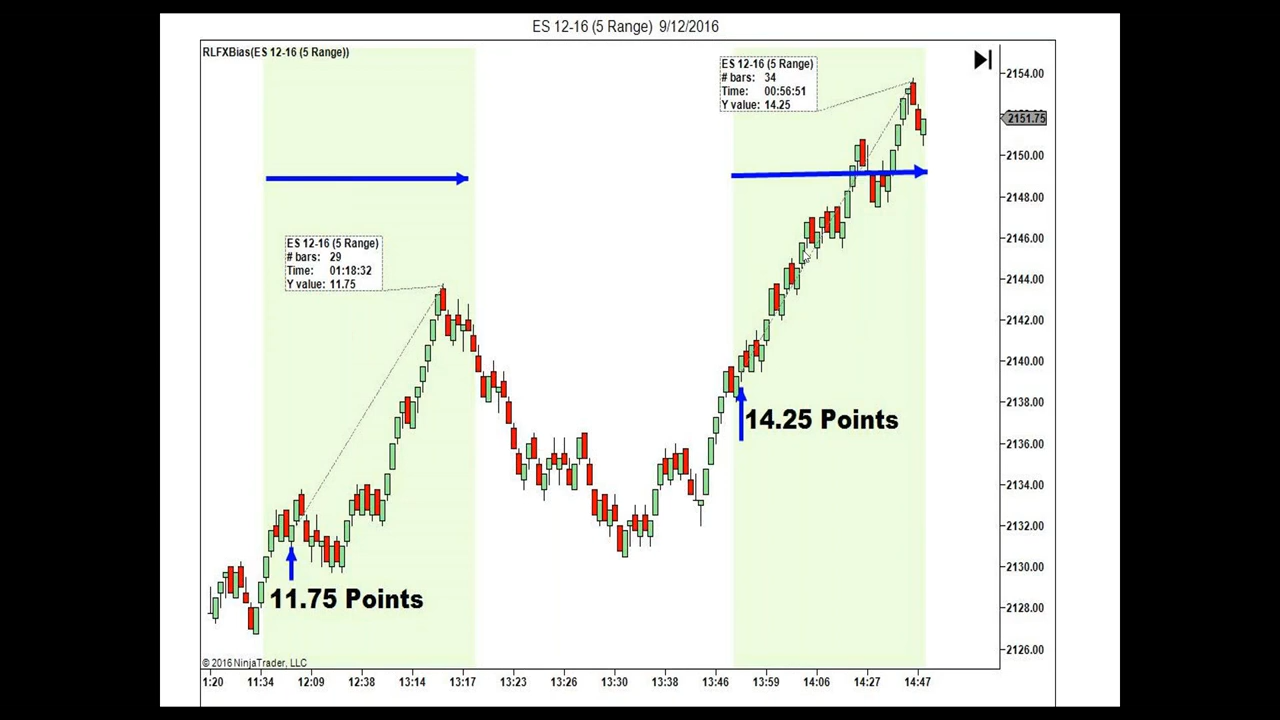 ES 12-16 (5 Range) 9/12/2016
RLFXBias(ES 12-16 (5 Range))
ES 12-16 (5 Range)
# bars: 34
Time: 00:56:51
Y value: 14.25
2154.00
2151.75
2150.00
2148.00
2146.00
2144.00
2142.00
2140.00
2138.00
2136.00
2134.00
2132.00
2130.00
2128.00
2126.00
ES 12-16 (5 Range)
# bars: 29
Time: 01:18:32
Y value: 11.75
14.25 Points
11.75 Points
© 2016 NinjaTrader, LLC
1:20 11:34 12:09 12:38 13:14 13:17 13:23 13:26 13:30 13:38 13:46 13:59 14:06 14:27 14:47